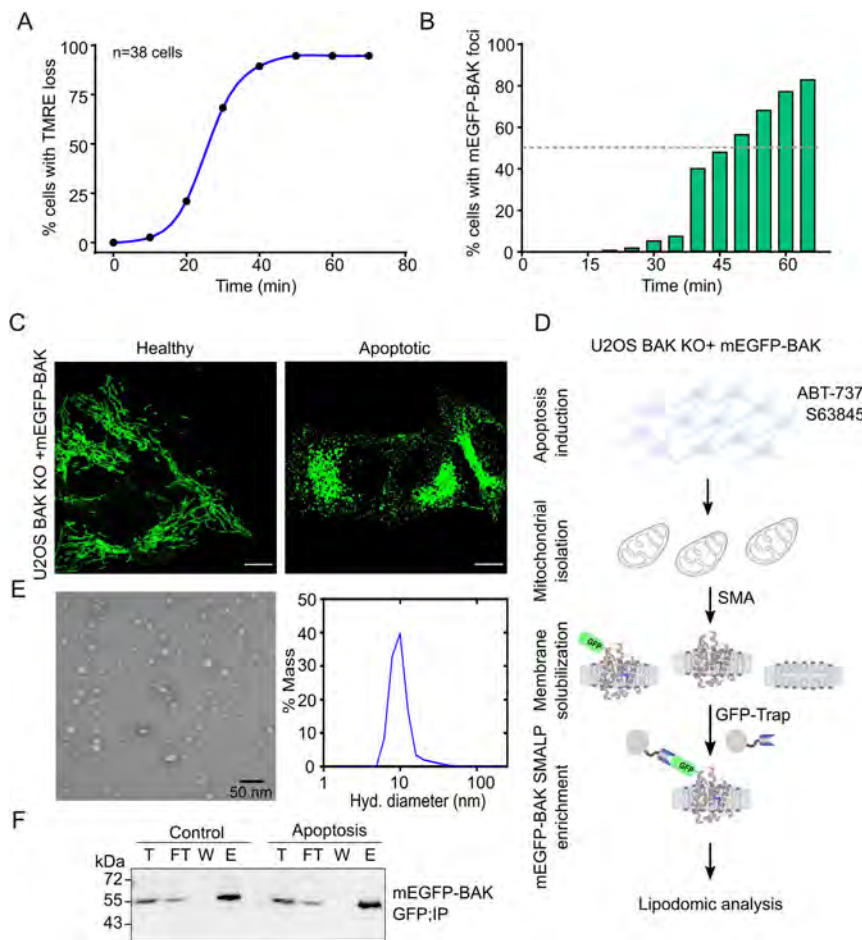 A
n=38 cells
% cells with TMRE loss
100
75
50
25
0
0 20 40 60 80
Time (min)
B
% cells with mEGFP-BAK foci
80
60
40
20
0
0 15 30 45 60
Time (min)
C
Healthy Apoptotic
U2OS BAK KO +mEGFP-BAK
D
U2OS BAK KO+ mEGFP-BAK
Apoptosis
induction
ABT-737
S63845
Mitochondrial
isolation
SMA
Membrane
solubilization
GFP
GFP-Trap
mEGFP-BAK SMALP
enrichment
GFP
Lipodomic analysis
E
50 nm
% Mass
50
40
30
20
10
0
1 10 100
Hyd. diameter (nm)
F
Control Apoptosis
kDa T FT W E T FT W E
72
55
43
mEGFP-BAK
GFP;IP